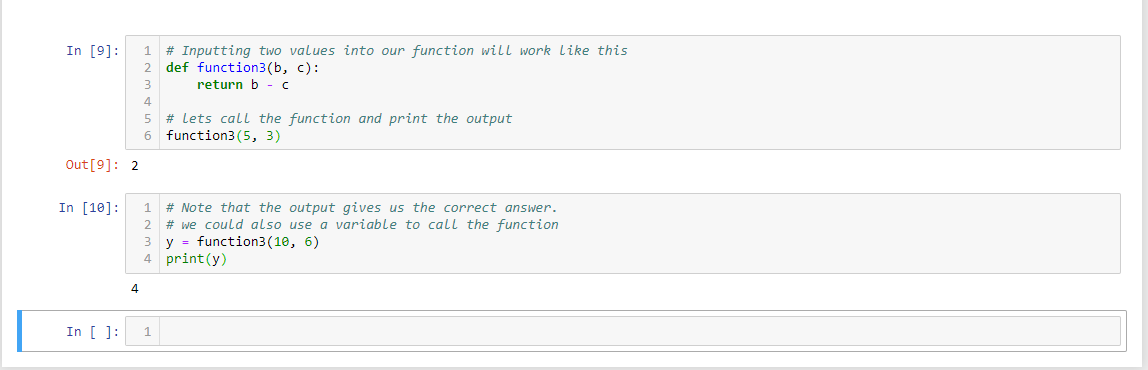 In [9]:
1 # Inputting two values into our function will work like this
2 def function3(b, c):
3     return b - c
4
5 # lets call the function and print the output
6 function3(5, 3)
Out[9]: 2
In [10]:
1 # Note that the output gives us the correct answer.
2 # we could also use a variable to call the function
3 y = function3(10, 6)
4 print(y)
4
In [ ]:
1